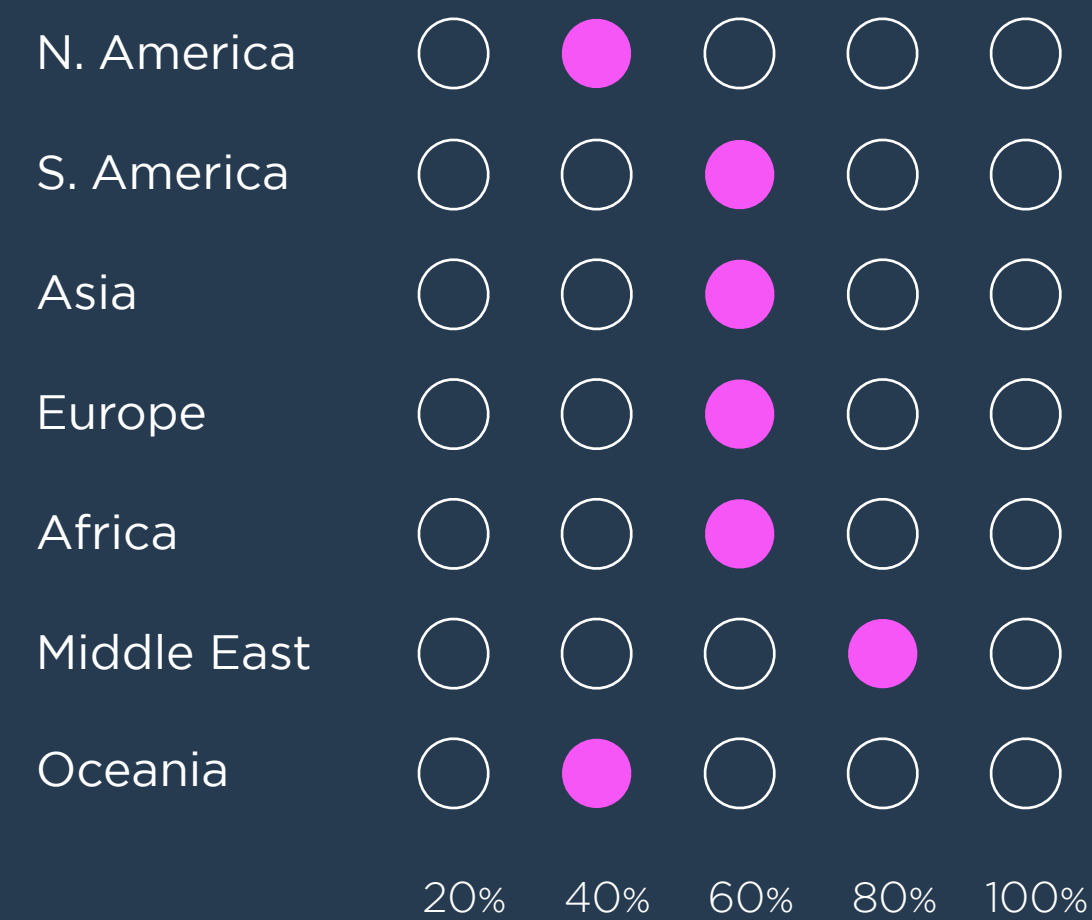 N. America
S. America
Asia
Europe
Africa
Middle East
Oceania
20% 40% 60% 80% 100%